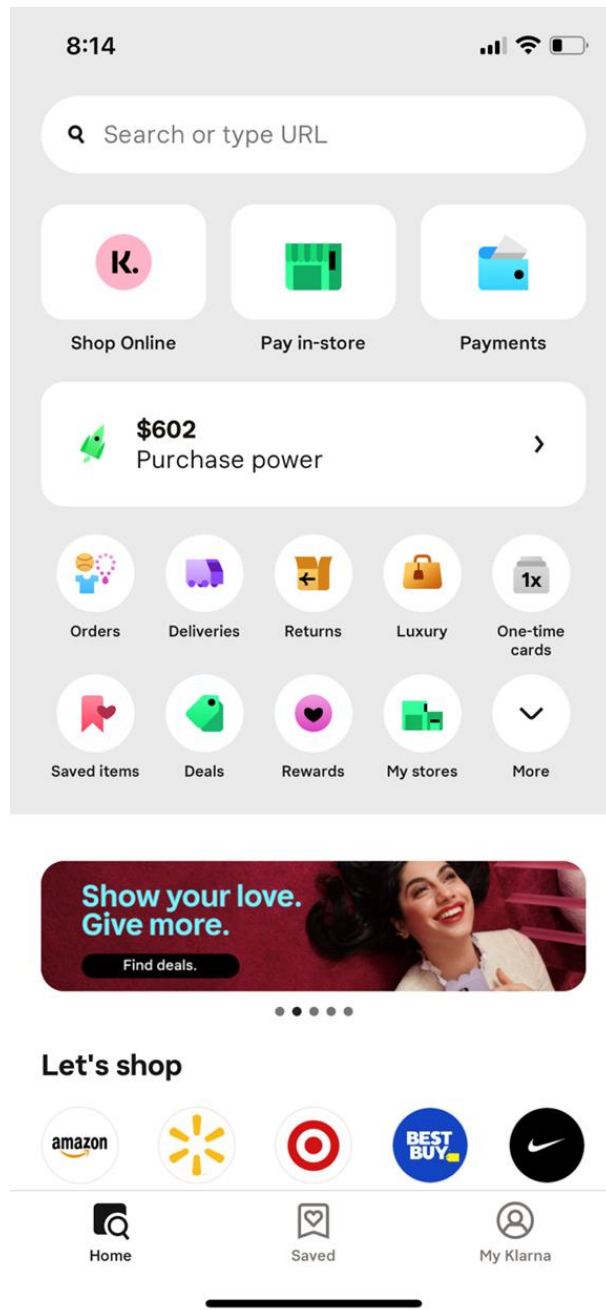 8:14
Search or type URL
K.
Shop Online
Pay in-store
Payments
$602
Purchase power
Orders
Deliveries
Returns
Luxury
1x
One-time
cards
Saved items
Deals
Rewards
My stores
More
Show your love.
Give more.
Find deals.
Let's shop
amazon
BEST
BUY
Home
Saved
My Klarna